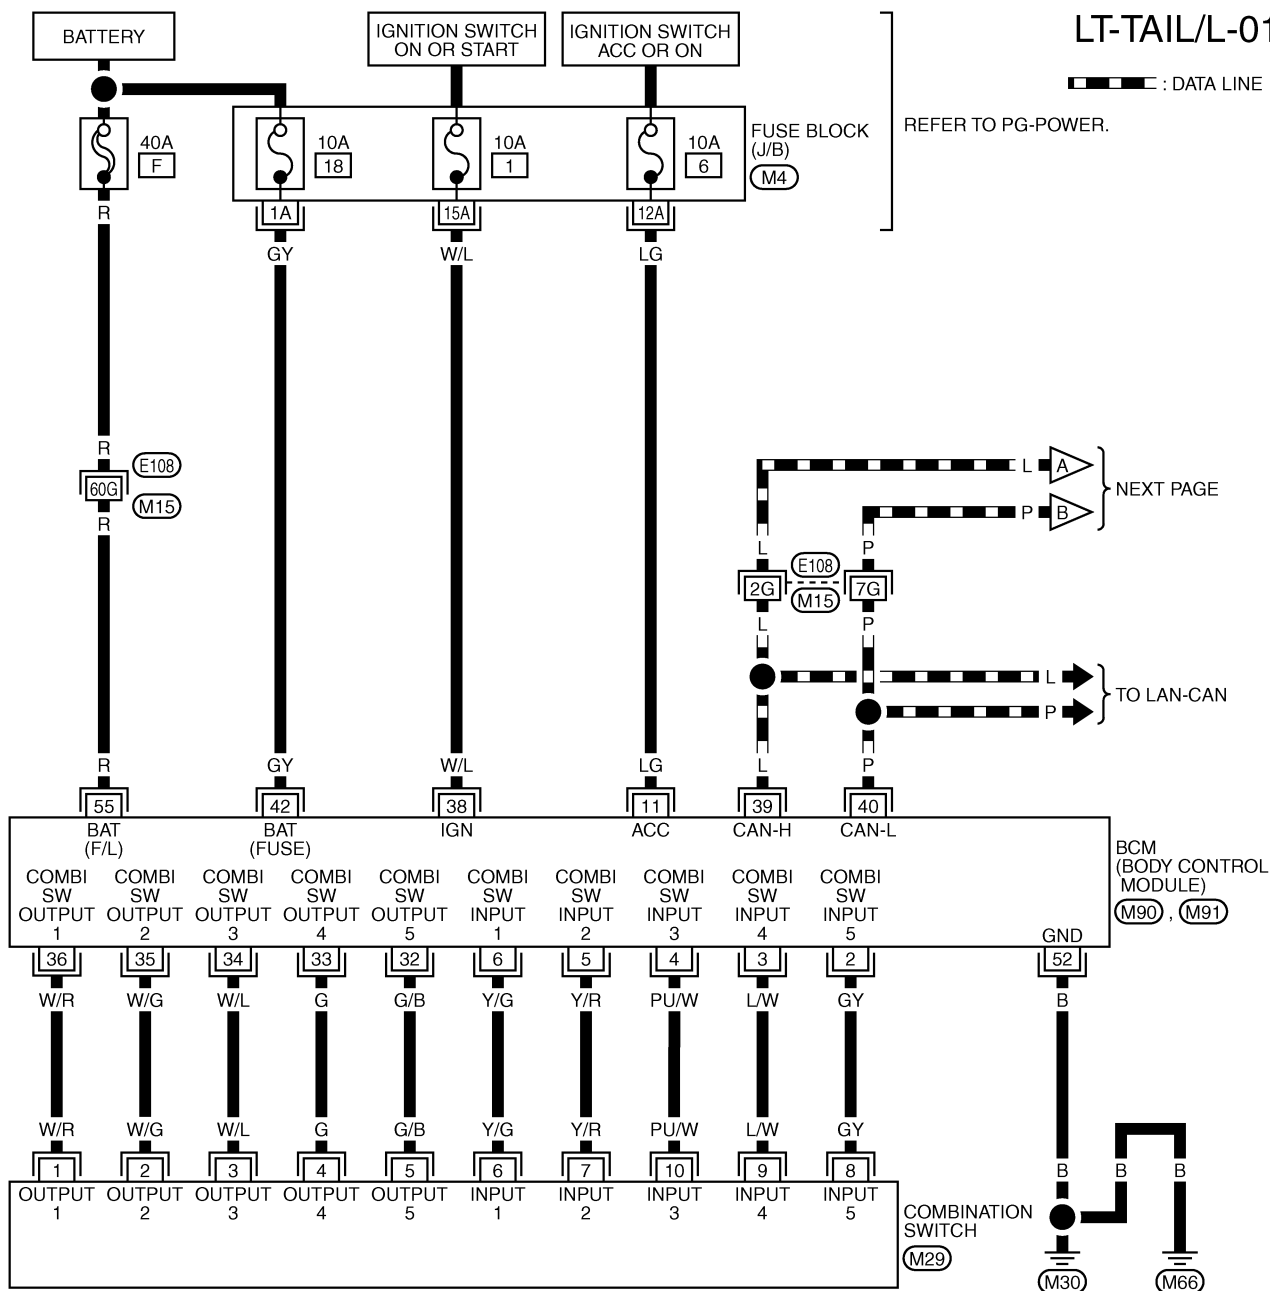 LT-TAIL/L-01
BATTERY
IGNITION SWITCH
ON OR START
IGNITION SWITCH
ACC OR ON
: DATA LINE
REFER TO PG-POWER.
40A
F
10A
18
10A
1
10A
6
FUSE BLOCK
(J/B)
M4
1A
15A
12A
R
GY
W/L
LG
R
E108
60G
M15
R
L
A
P
B
NEXT PAGE
L
P
E108
2G
7G
M15
L
P
L
P
TO LAN-CAN
R
GY
W/L
LG
L
P
55
42
38
11
39
40
BAT
(F/L)
BAT
(FUSE)
IGN
ACC
CAN-H
CAN-L
BCM
(BODY CONTROL
MODULE)
M90 , M91
COMBI
SW
OUTPUT
1
COMBI
SW
OUTPUT
2
COMBI
SW
OUTPUT
3
COMBI
SW
OUTPUT
4
COMBI
SW
OUTPUT
5
COMBI
SW
INPUT
1
COMBI
SW
INPUT
2
COMBI
SW
INPUT
3
COMBI
SW
INPUT
4
COMBI
SW
INPUT
5
GND
36
35
34
33
32
6
5
4
3
2
52
W/R
W/G
W/L
G
G/B
Y/G
Y/R
PU/W
L/W
GY
B
W/R
W/G
W/L
G
G/B
Y/G
Y/R
PU/W
L/W
GY
1
2
3
4
5
6
7
10
9
8
B
B
B
OUTPUT
1
OUTPUT
2
OUTPUT
3
OUTPUT
4
OUTPUT
5
INPUT
1
INPUT
2
INPUT
3
INPUT
4
INPUT
5
COMBINATION
SWITCH
M29
M30
M66